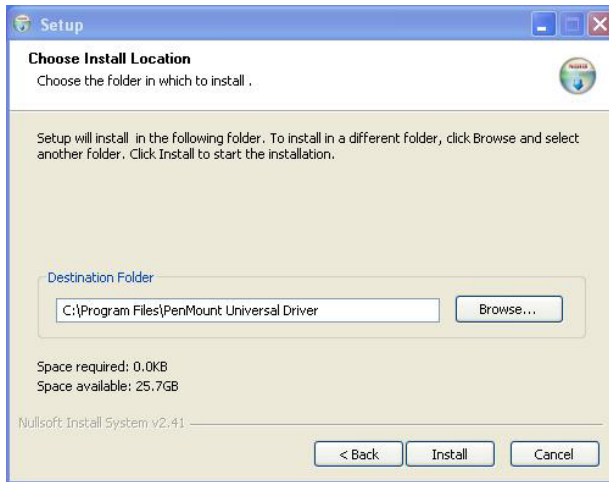 Setup
Choose Install Location
Choose the folder in which to install .
Setup will install in the following folder. To install in a different folder, click Browse and select
another folder. Click Install to start the installation.
Destination Folder
C:\Program Files\PenMount Universal Driver
Browse...
Space required: 0.0KB
Space available: 25.7GB
Nullsoft Install System v2.41
< Back
Install
Cancel